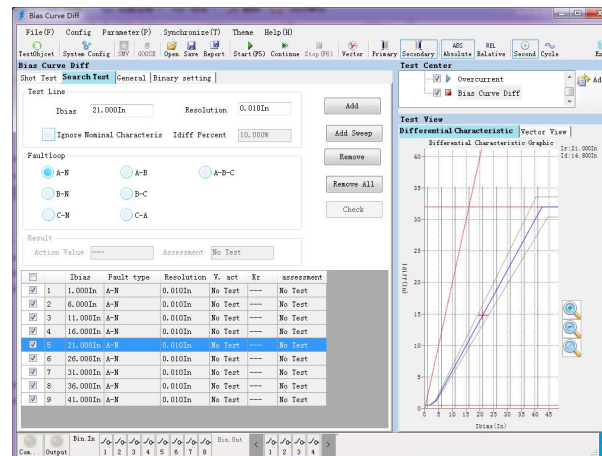 Bias Curve Diff
File(F) Config Parameter(P) Synchronize(T) Theme Help(H)
TestObject System Config SMV GOOSE Open Save Report Start(F5) Continue Stop(F6) Vector Primary Secondary Absolute Relative Second Cycle
ABS REL
Bias Curve Diff
Shot Test Search Test General Binary setting
Test Line
Ibias 21.000In Resolution 0.010In
Ignore Nominal Characteris Idiff Percent 10.000%
Faultloop
A-N A-B A-B-C
B-N B-C
C-N C-A
Result
Action Value --- Assessment No Test
Add
Add Sweep
Remove
Remove All
Check
Ibias Fault type Resolution V. act Er assessment
1 1.000In A-N 0.010In No Test --- No Test
2 6.000In A-N 0.010In No Test --- No Test
3 11.000In A-N 0.010In No Test --- No Test
4 16.000In A-N 0.010In No Test --- No Test
5 21.000In A-N 0.010In No Test --- No Test
6 26.000In A-N 0.010In No Test --- No Test
7 31.000In A-N 0.010In No Test --- No Test
8 36.000In A-N 0.010In No Test --- No Test
9 41.000In A-N 0.010In No Test --- No Test
Test Center
Overcurrent
Bias Curve Diff
Ad
Test View
Differential Characteristic Vector View
Differential Characteristic Graphic
Ir:21.000In
Id:14.800In
40
35
30
25
20
15
10
5
0
Idiff(In)
0 5 10 15 20 25 30 35 40 45
Ibias(In)
Com... Output Bin.In 1 2 3 4 5 6 7 8 Bin.Out < 1 2 3 4 >